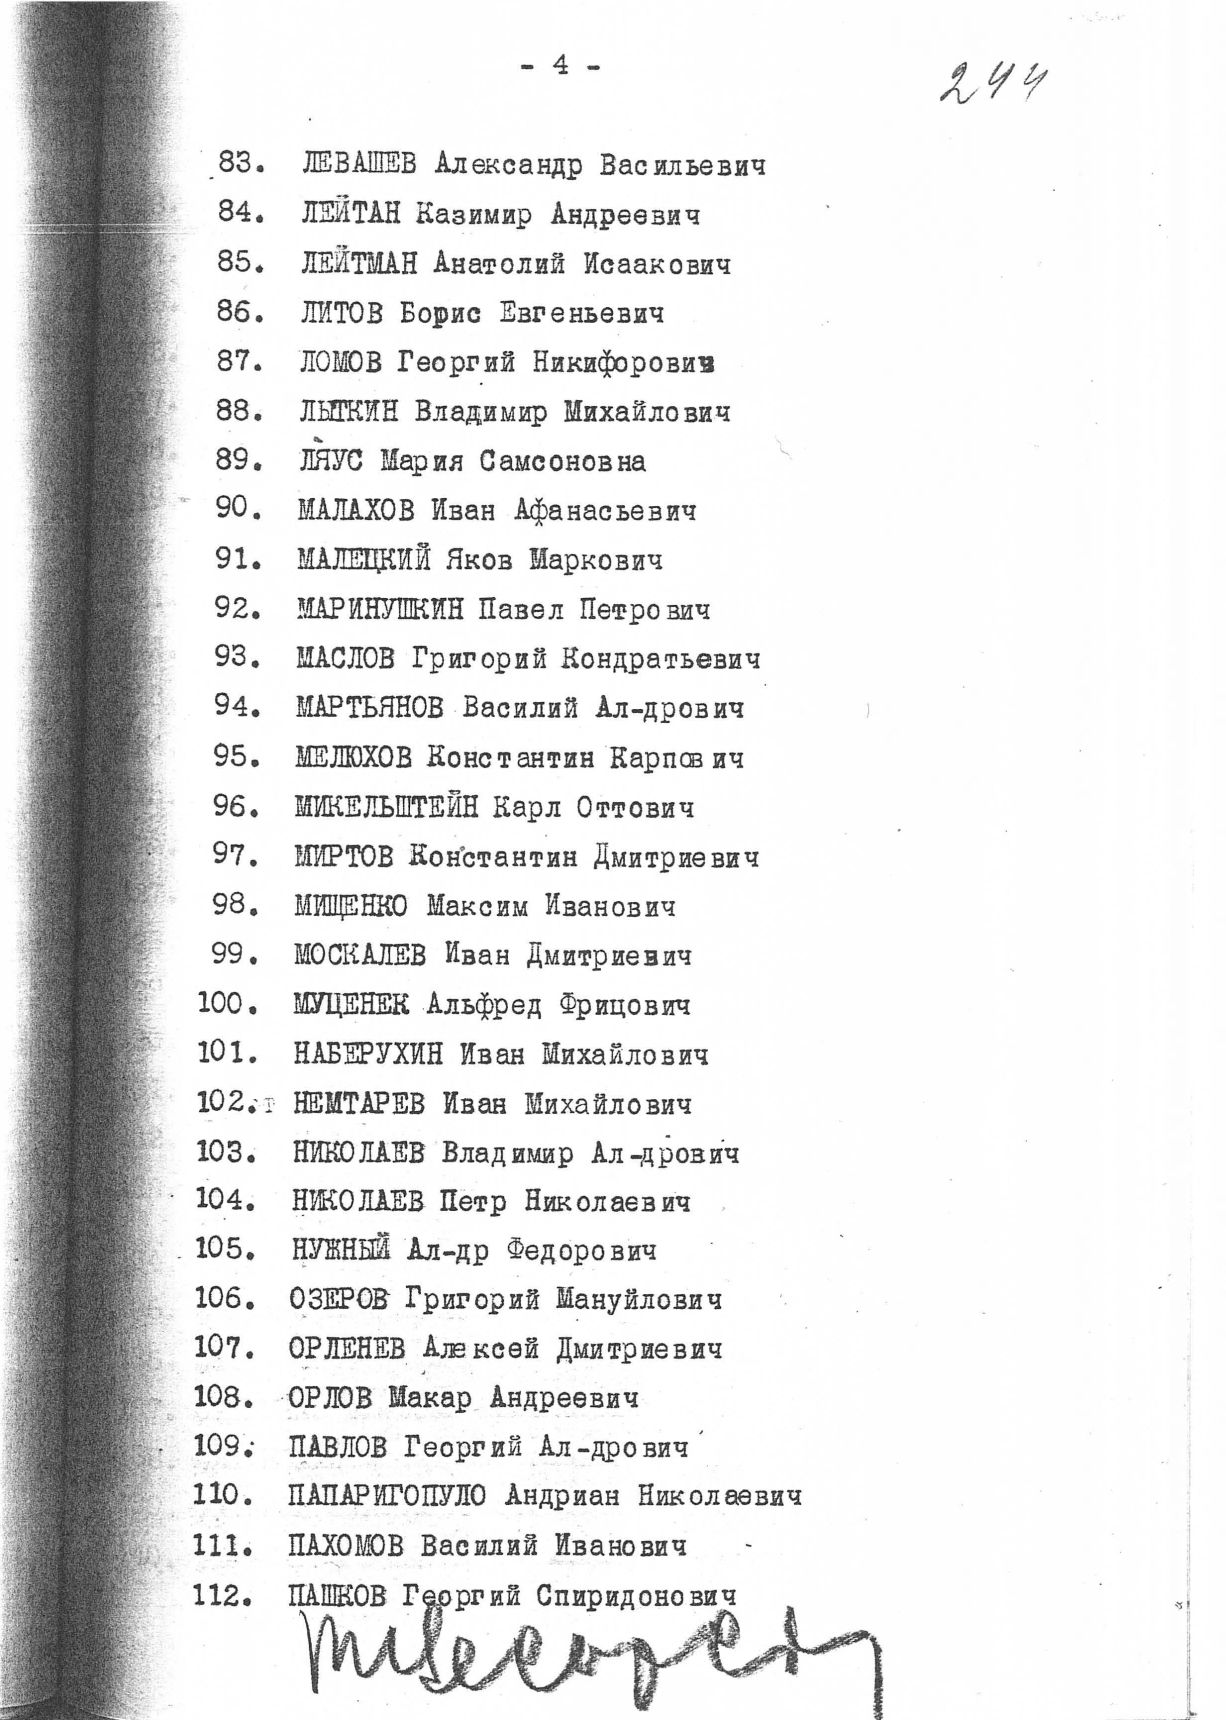 - 4 -
244
83. ЛЕВАШЕВ Александр Васильевич
84. ЛЕЙТАН Казимир Андреевич
85. ЛЕЙТМАН Анатолий Исаакович
86. ЛИТОВ Борис Евгеньевич
87. ЛОМОВ Георгий Никифорович
88. ЛЫТКИН Владимир Михайлович
89. ЛЯУС Мария Самсоновна
90. МАЛАХОВ Иван Афанасьевич
91. МАЛЕЦКИЙ Яков Маркович
92. МАРИНУШКИН Павел Петрович
93. МАСЛОВ Григорий Кондратьевич
94. МАРТЬЯНОВ Василий Ал-дрович
95. МЕЛЮХОВ Константин Карпович
96. МИКЕЛЬШТЕЙН Карл Оттович
97. МИРТОВ Константин Дмитриевич
98. МИЩЕНКО Максим Иванович
99. МОСКАЛЕВ Иван Дмитриевич
100. МУЦЕНЕК Альфред Фрицович
101. НАБЕРУХИН Иван Михайлович
102. НЕМТАРЕВ Иван Михайлович
103. НИКОЛАЕВ Владимир Ал-дрович
104. НИКОЛАЕВ Петр Николаевич
105. НУЖНЫЙ Ал-др Федорович
106. ОЗЕРОВ Григорий Мануйлович
107. ОРЛЕНЕВ Алексей Дмитриевич
108. ОРЛОВ Макар Андреевич
109. ПАВЛОВ Георгий Ал-дрович
110. ПАПАРИГОПУЛО Андриан Николаевич
111. ПАХОМОВ Василий Иванович
112. ПАШКОВ Георгий Спиридонович